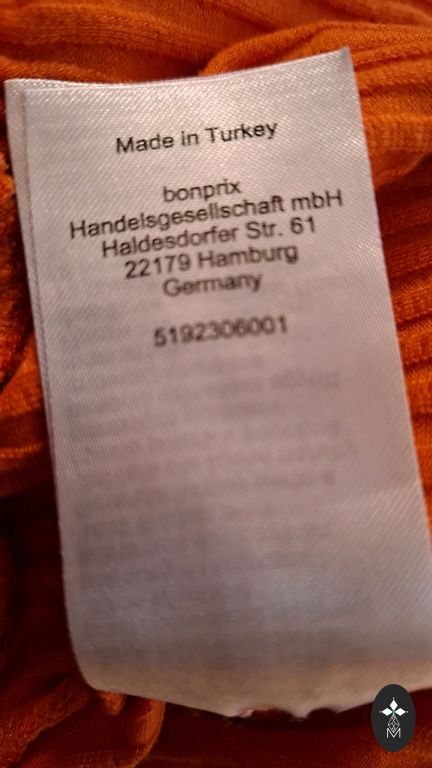 Made in Turkey
bonprix
Handelsgesellschaft mbH
Haldesdorfer Str. 61
22179 Hamburg
Germany
5192306001
M